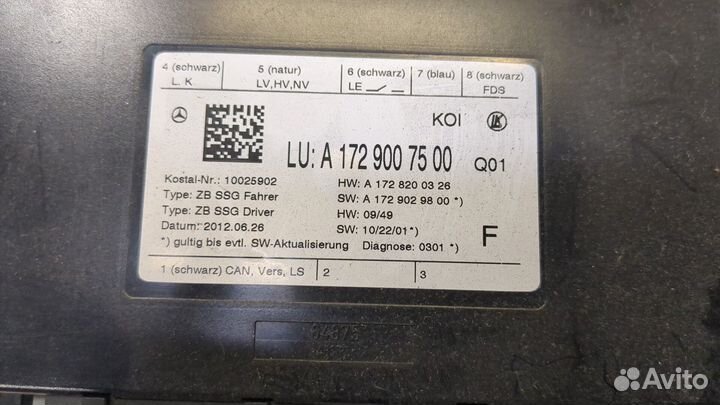 4 (schwarz) 5 (natur) 6 (schwarz) 7 (blau) 8 (schwarz)
L. K LV,HV,NV LE FDS
KOI
LU: A 172 900 75 00 Q01
Kostal-Nr.: 10025902 HW: A 172 820 03 26
Type: ZB SSG Fahrer SW: A 172 902 98 00 *)
Type: ZB SSG Driver HW: 09/49
Datum: 2012.06.26 SW: 10/22/01*) F
*) gultig bis evtl. SW-Aktualisierung Diagnose: 0301 *)
1 (schwarz) CAN, Vers, LS 2 3
Avito